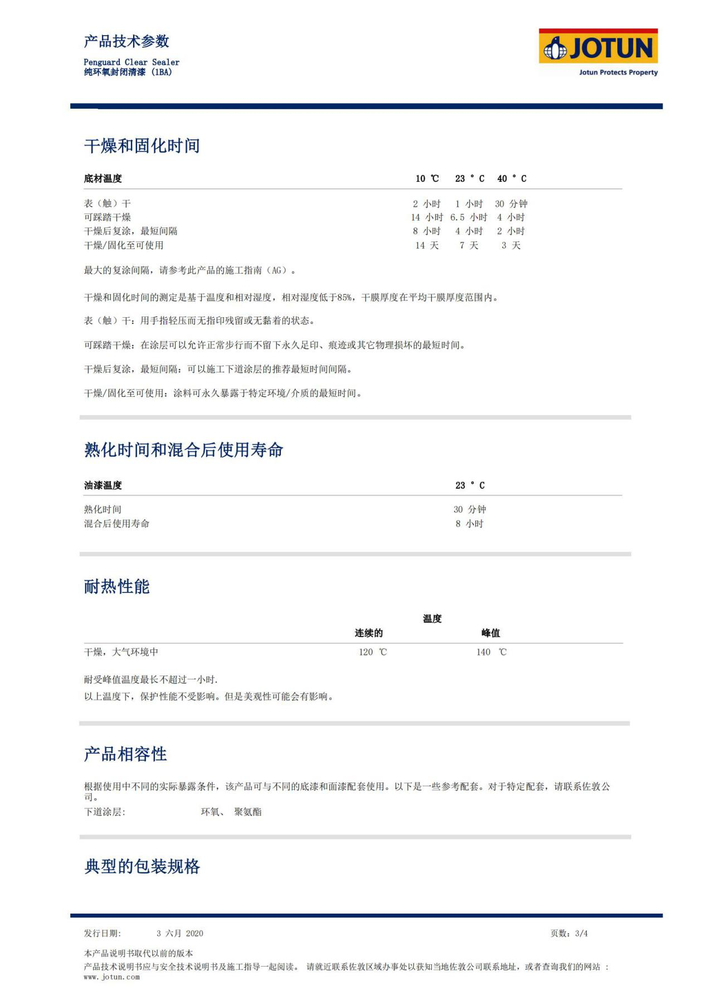 产品技术参数
Penguard Clear Sealer
纯环氧封闭清漆 (1BA)
JOTUN
Jotun Protects Property
干燥和固化时间
底材温度 10 ℃ 23 °C 40 °C
表（触）干 2 小时 1 小时 30 分钟
可踩踏干燥 14 小时 6.5 小时 4 小时
干燥后复涂，最短间隔 8 小时 4 小时 2 小时
干燥/固化至可使用 14 天 7 天 3 天
最大的复涂间隔，请参考此产品的施工指南（AG）。
干燥和固化时间的测定是基于温度和相对湿度，相对湿度低于85%，干膜厚度在平均干膜厚度范围内。
表（触）干：用手指轻压而无指印残留或无黏着的状态。
可踩踏干燥：在涂层可以允许正常步行而不留下永久足印、痕迹或其它物理损坏的最短时间。
干燥后复涂，最短间隔：可以施工下道涂层的推荐最短时间间隔。
干燥/固化至可使用：涂料可永久暴露于特定环境/介质的最短时间。
熟化时间和混合后使用寿命
油漆温度 23 °C
熟化时间 30 分钟
混合后使用寿命 8 小时
耐热性能
温度
连续的 峰值
干燥，大气环境中 120 ℃ 140 ℃
耐受峰值温度最长不超过一小时.
以上温度下，保护性能不受影响。但是美观性可能会有影响。
产品相容性
根据使用中不同的实际暴露条件，该产品可与不同的底漆和面漆配套使用。以下是一些参考配套。对于特定配套，请联系佐敦公
司。
下道涂层: 环氧、 聚氨酯
典型的包装规格
发行日期: 3 六月 2020 页数: 3/4
本产品说明书取代以前的版本
产品技术说明书应与安全技术说明书及施工指导一起阅读。 请就近联系佐敦区域办事处以获知当地佐敦公司联系地址，或者查询我们的网站 :
www.jotun.com